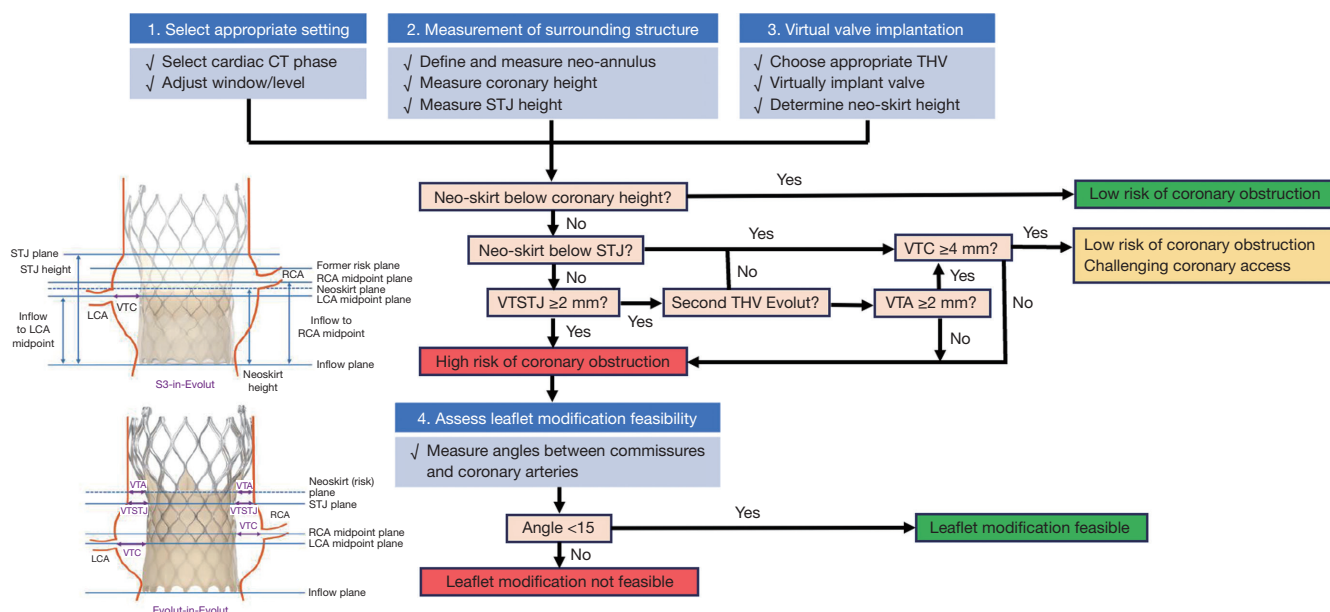 1. Select appropriate setting
√ Select cardiac CT phase
√ Adjust window/level
2. Measurement of surrounding structure
√ Define and measure neo-annulus
√ Measure coronary height
√ Measure STJ height
3. Virtual valve implantation
√ Choose appropriate THV
√ Virtually implant valve
√ Determine neo-skirt height
Neo-skirt below coronary height?
Yes
Low risk of coronary obstruction
No
Neo-skirt below STJ?
Yes
VTC ≥4 mm?
Yes
Low risk of coronary obstruction
Challenging coronary access
No
No
Yes
No
VTSTJ ≥2 mm?
Yes
Second THV Evolut?
VTA ≥2 mm?
Yes
No
High risk of coronary obstruction
4. Assess leaflet modification feasibility
√ Measure angles between commissures
and coronary arteries
Angle <15
Yes
Leaflet modification feasible
No
Leaflet modification not feasible
STJ plane
STJ height
Former risk plane
RCA
RCA midpoint plane
Neoskirt plane
LCA midpoint plane
LCA
VTC
Inflow
to LCA
midpoint
Inflow to
RCA midpoint
Inflow plane
Neoskirt
height
S3-in-Evolut
VTA
VTA
Neoskirt (risk)
plane
STJ plane
VTSTJ
VTSTJ
RCA
VTC
RCA midpoint plane
LCA midpoint plane
VTC
LCA
Inflow plane
Evolut-in-Evolut